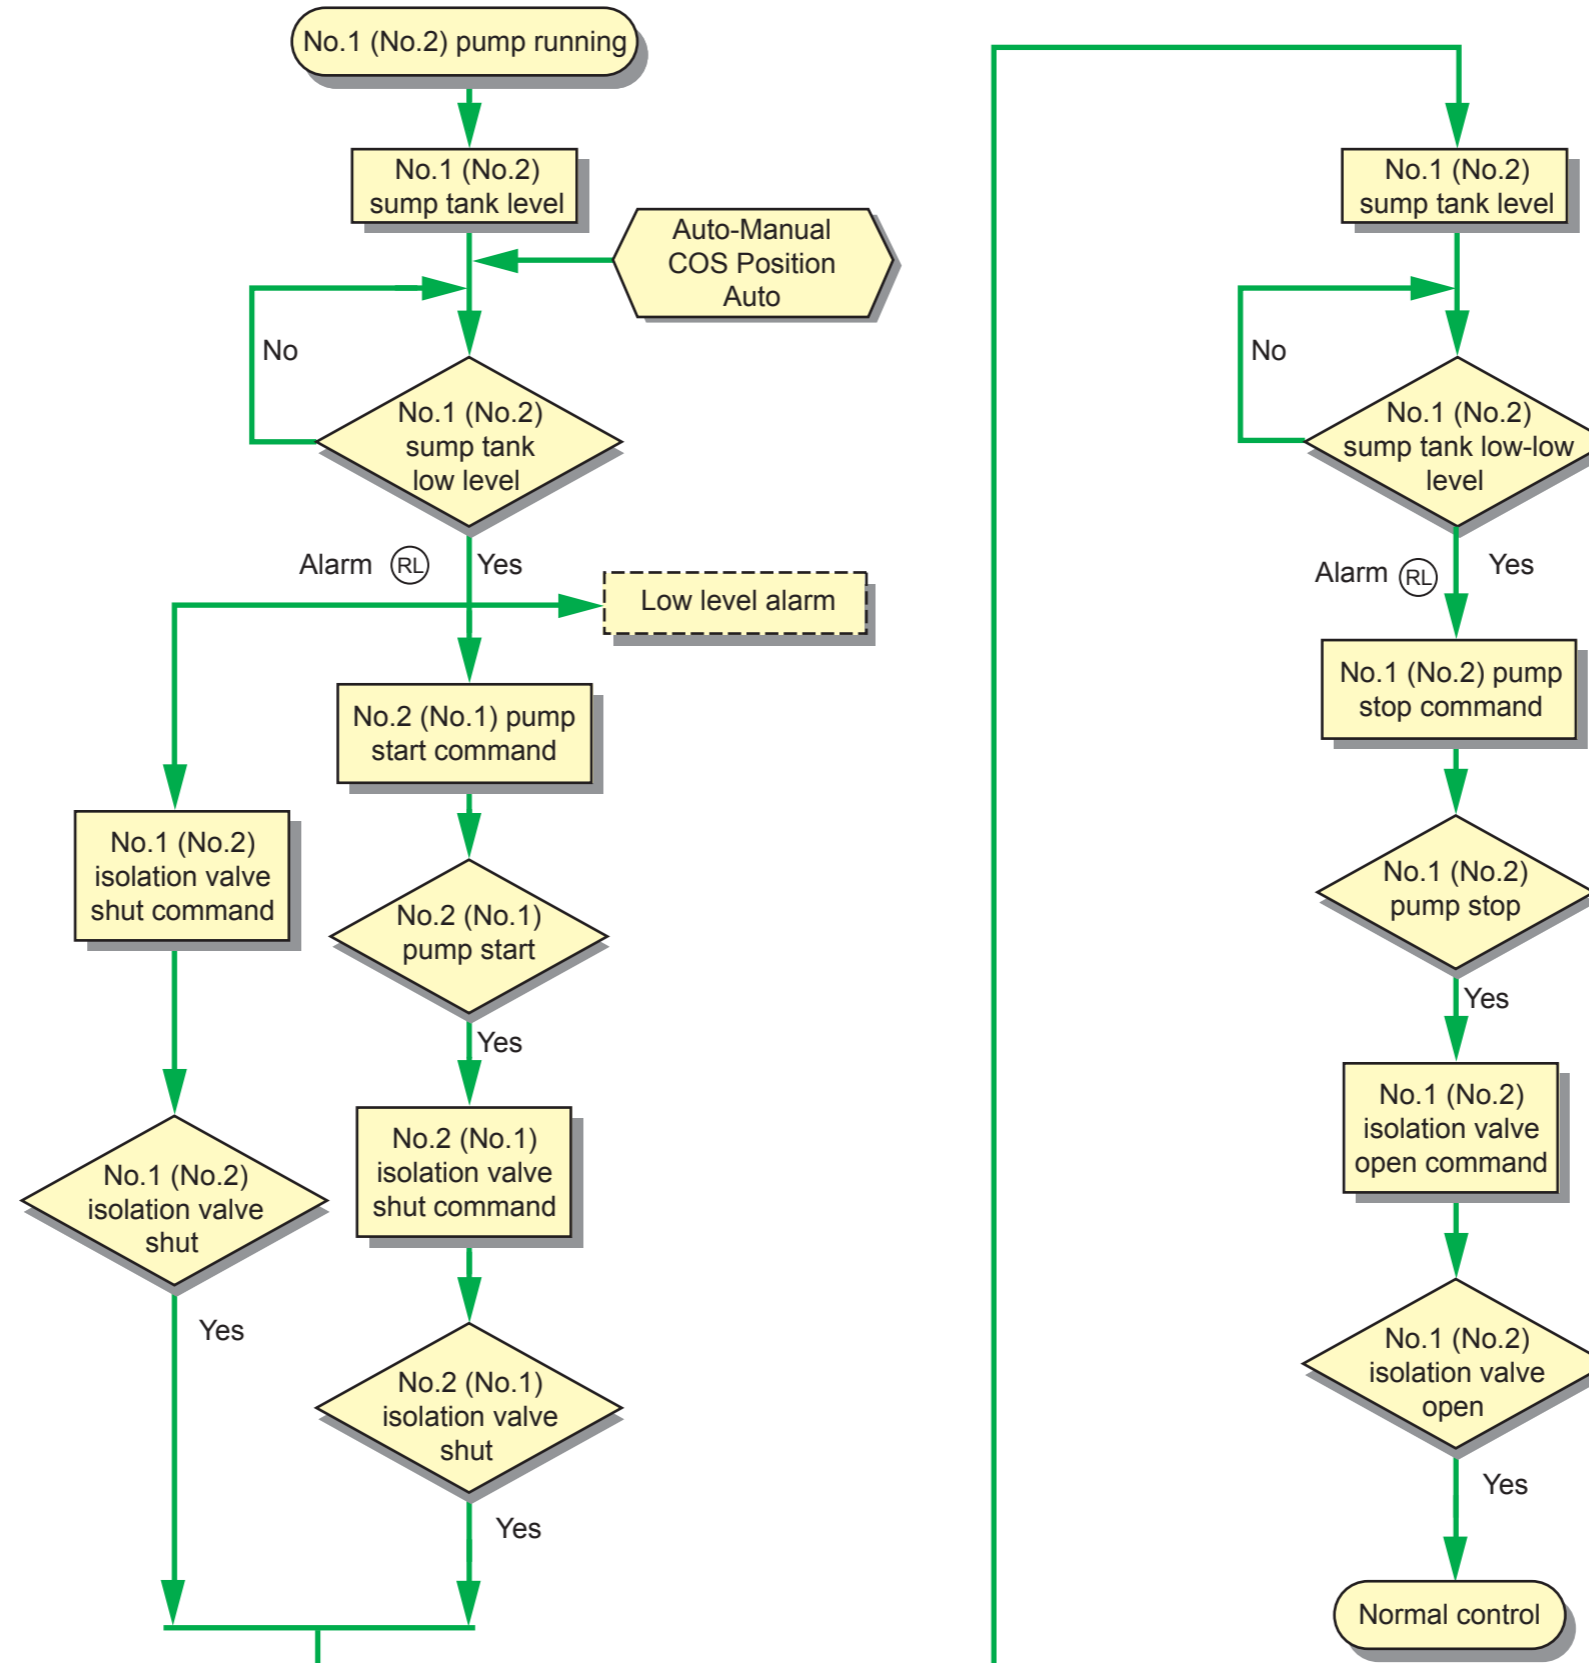 No.1 (No.2) pump running
No.1 (No.2)
sump tank level
Auto-Manual
COS Position
Auto
No
No.1 (No.2)
sump tank
low level
Alarm RL Yes
Low level alarm
No.2 (No.1) pump
start command
No.1 (No.2)
isolation valve
shut command
No.2 (No.1)
pump start
Yes
No.2 (No.1)
isolation valve
shut command
No.1 (No.2)
isolation valve
shut
Yes
No.2 (No.1)
isolation valve
shut
Yes
No.1 (No.2)
sump tank level
No
No.1 (No.2)
sump tank low-low
level
Alarm RL Yes
No.1 (No.2) pump
stop command
No.1 (No.2)
pump stop
Yes
No.1 (No.2)
isolation valve
open command
No.1 (No.2)
isolation valve
open
Yes
Normal control